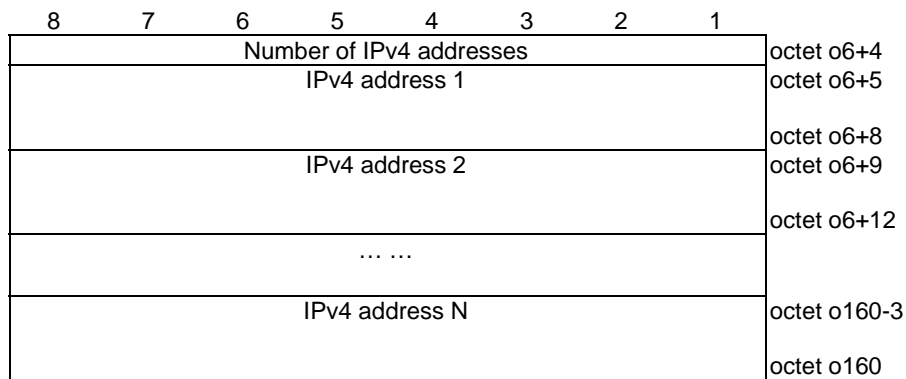 8 7 6 5 4 3 2 1
Number of IPv4 addresses octet o6+4
IPv4 address 1 octet o6+5
octet o6+8
IPv4 address 2 octet o6+9
octet o6+12
… …
IPv4 address N octet o160-3
octet o160